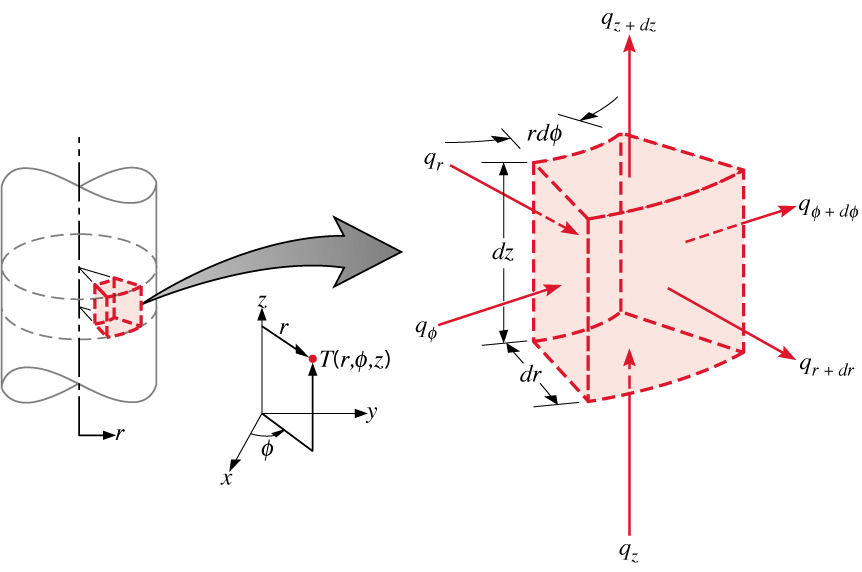 q_{z + dz}
rdϕ
q_r
q_{ϕ + dϕ}
dz
z
r
q_ϕ
T(r,ϕ,z)
q_{r + dr}
dr
y
r
ϕ
x
q_z